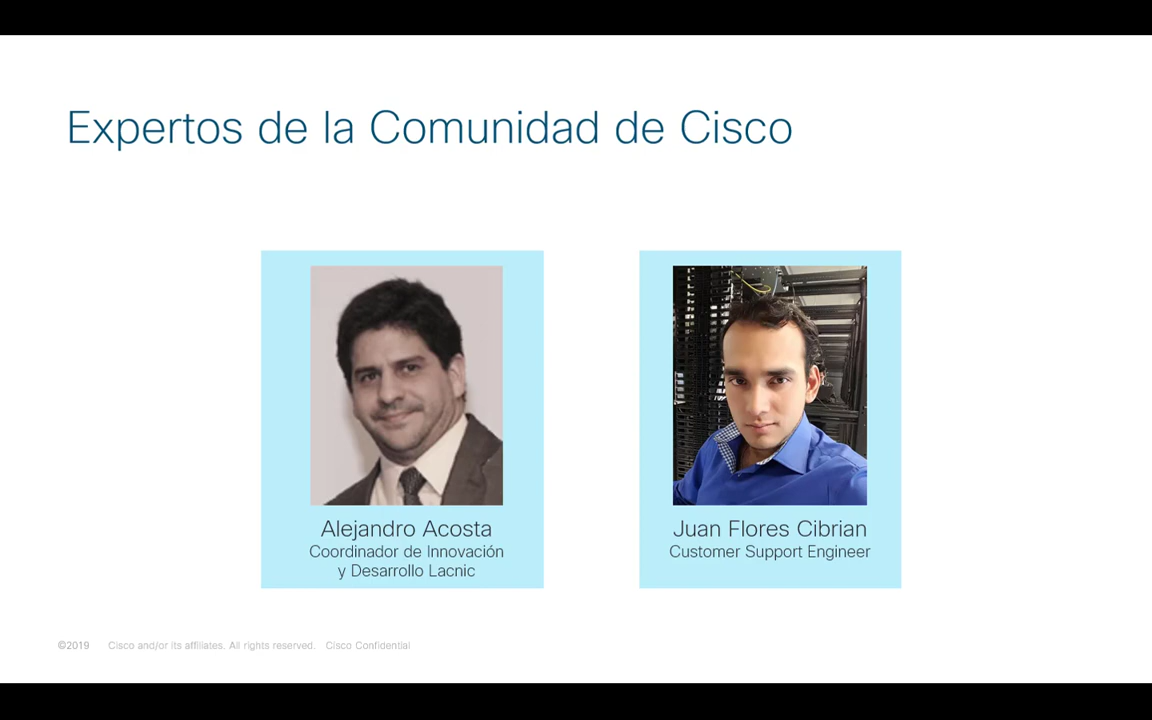 Expertos de la Comunidad de Cisco
Alejandro Acosta
Coordinador de Innovación
y Desarrollo Lacnic
Juan Flores Cibrian
Customer Support Engineer
©2019 Cisco and/or its affiliates. All rights reserved. Cisco Confidential